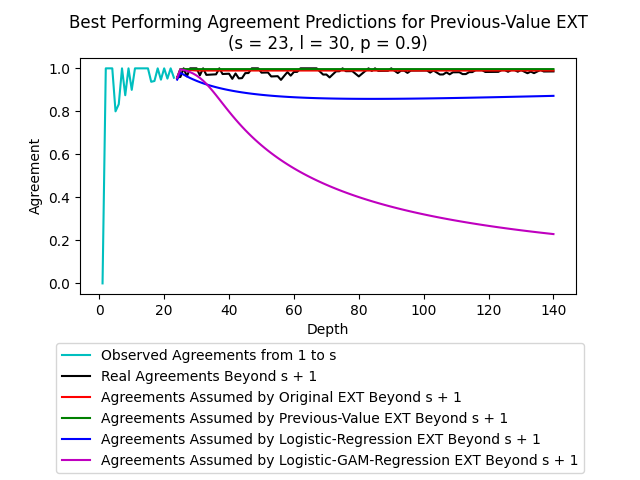 Best Performing Agreement Predictions for Previous-Value EXT
(s = 23, l = 30, p = 0.9)
1.0
0.8
0.6
0.4
0.2
0.0
Agreement
0 20 40 60 80 100 120 140
Depth
Observed Agreements from 1 to s
Real Agreements Beyond s + 1
Agreements Assumed by Original EXT Beyond s + 1
Agreements Assumed by Previous-Value EXT Beyond s + 1
Agreements Assumed by Logistic-Regression EXT Beyond s + 1
Agreements Assumed by Logistic-GAM-Regression EXT Beyond s + 1